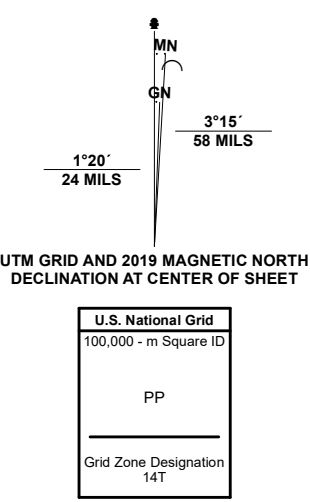 MN
GN
3°15´
58 MILS
1°20´
24 MILS
UTM GRID AND 2019 MAGNETIC NORTH
DECLINATION AT CENTER OF SHEET
U.S. National Grid
100,000 - m Square ID
PP
Grid Zone Designation
14T